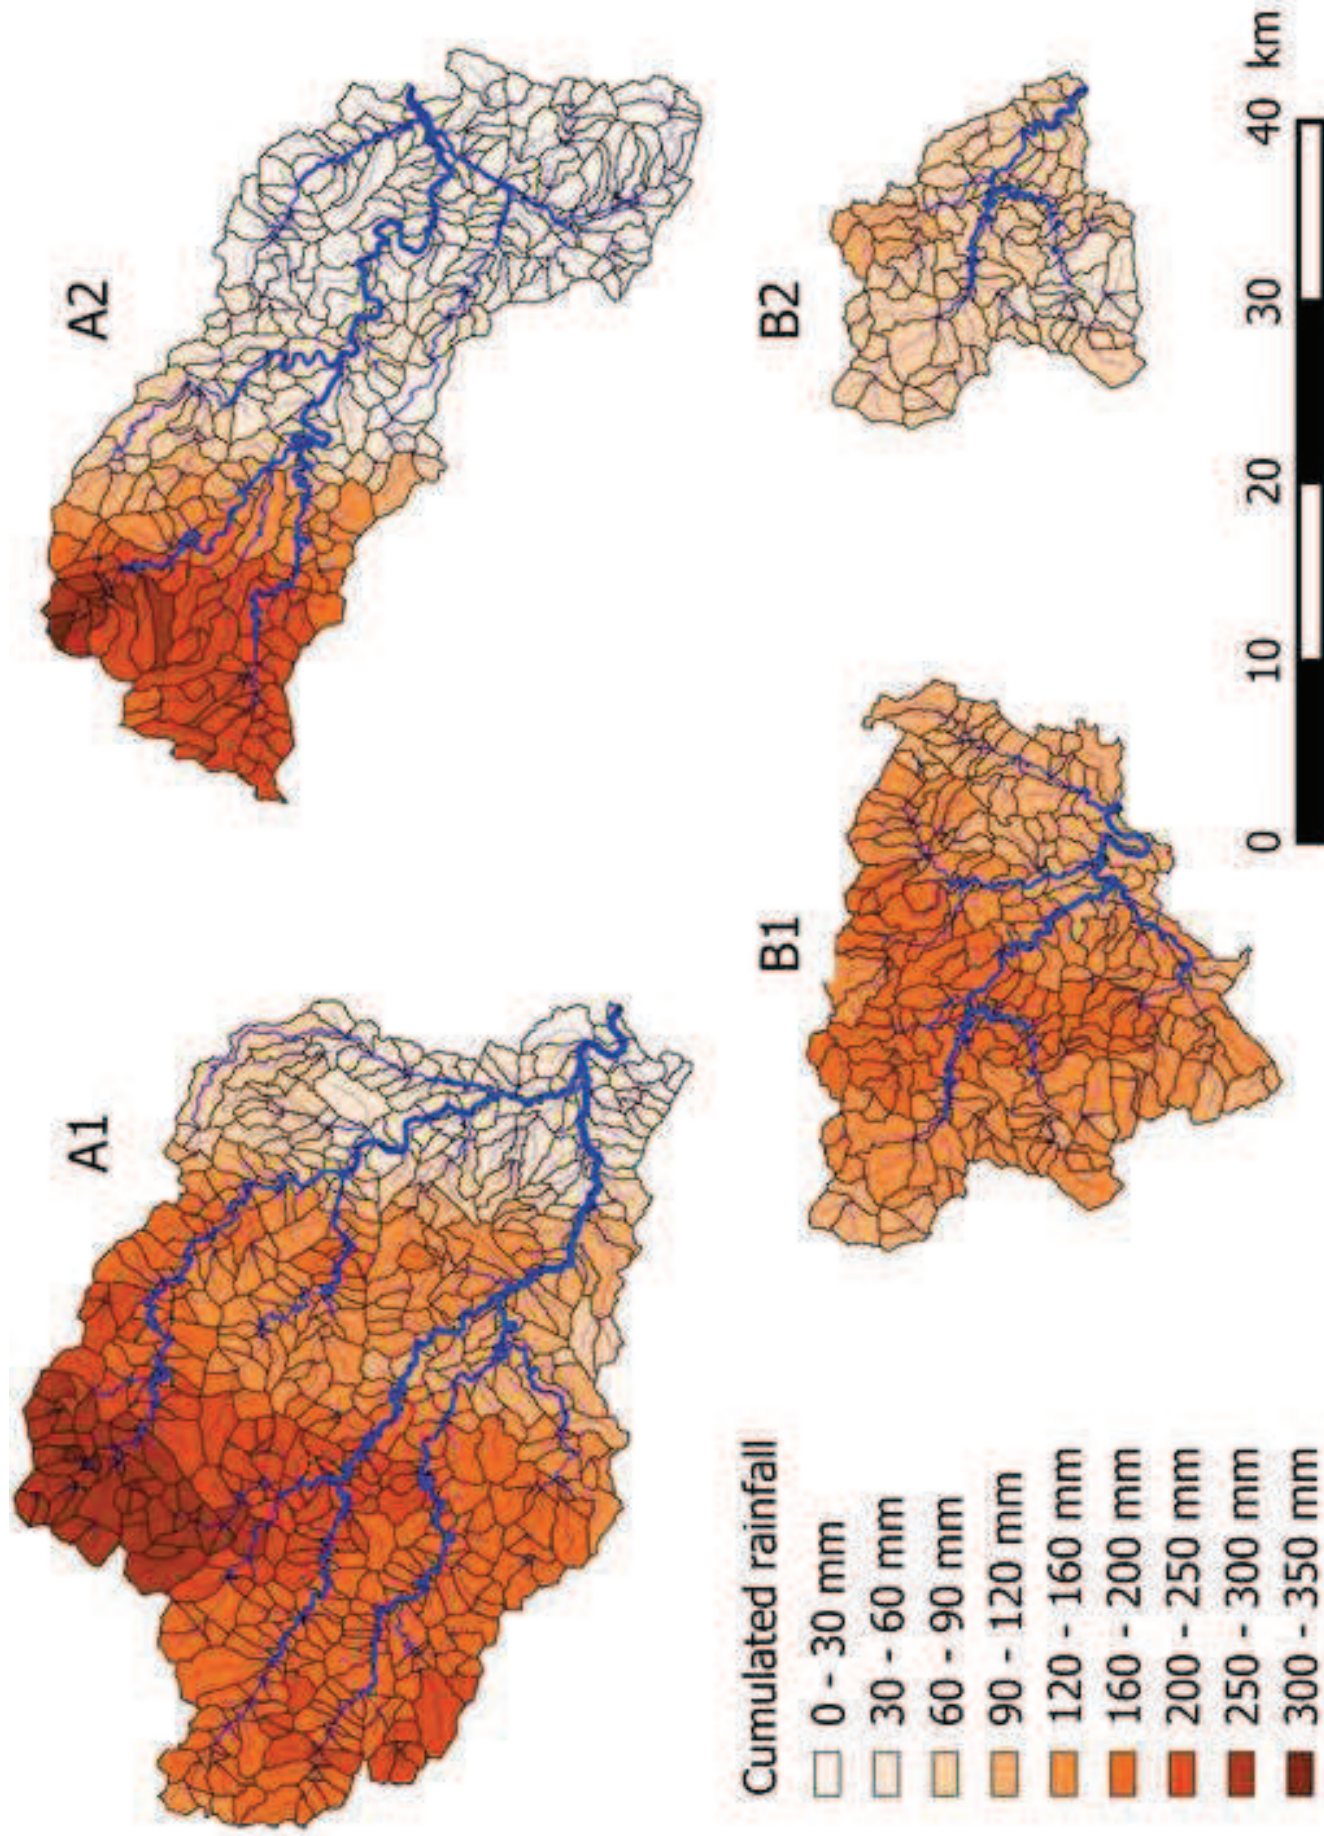 A1
A2
Cumulated rainfall
0 - 30 mm
30 - 60 mm
60 - 90 mm
90 - 120 mm
120 - 160 mm
160 - 200 mm
200 - 250 mm
250 - 300 mm
300 - 350 mm
B1
B2
0 10 20 30 40 km